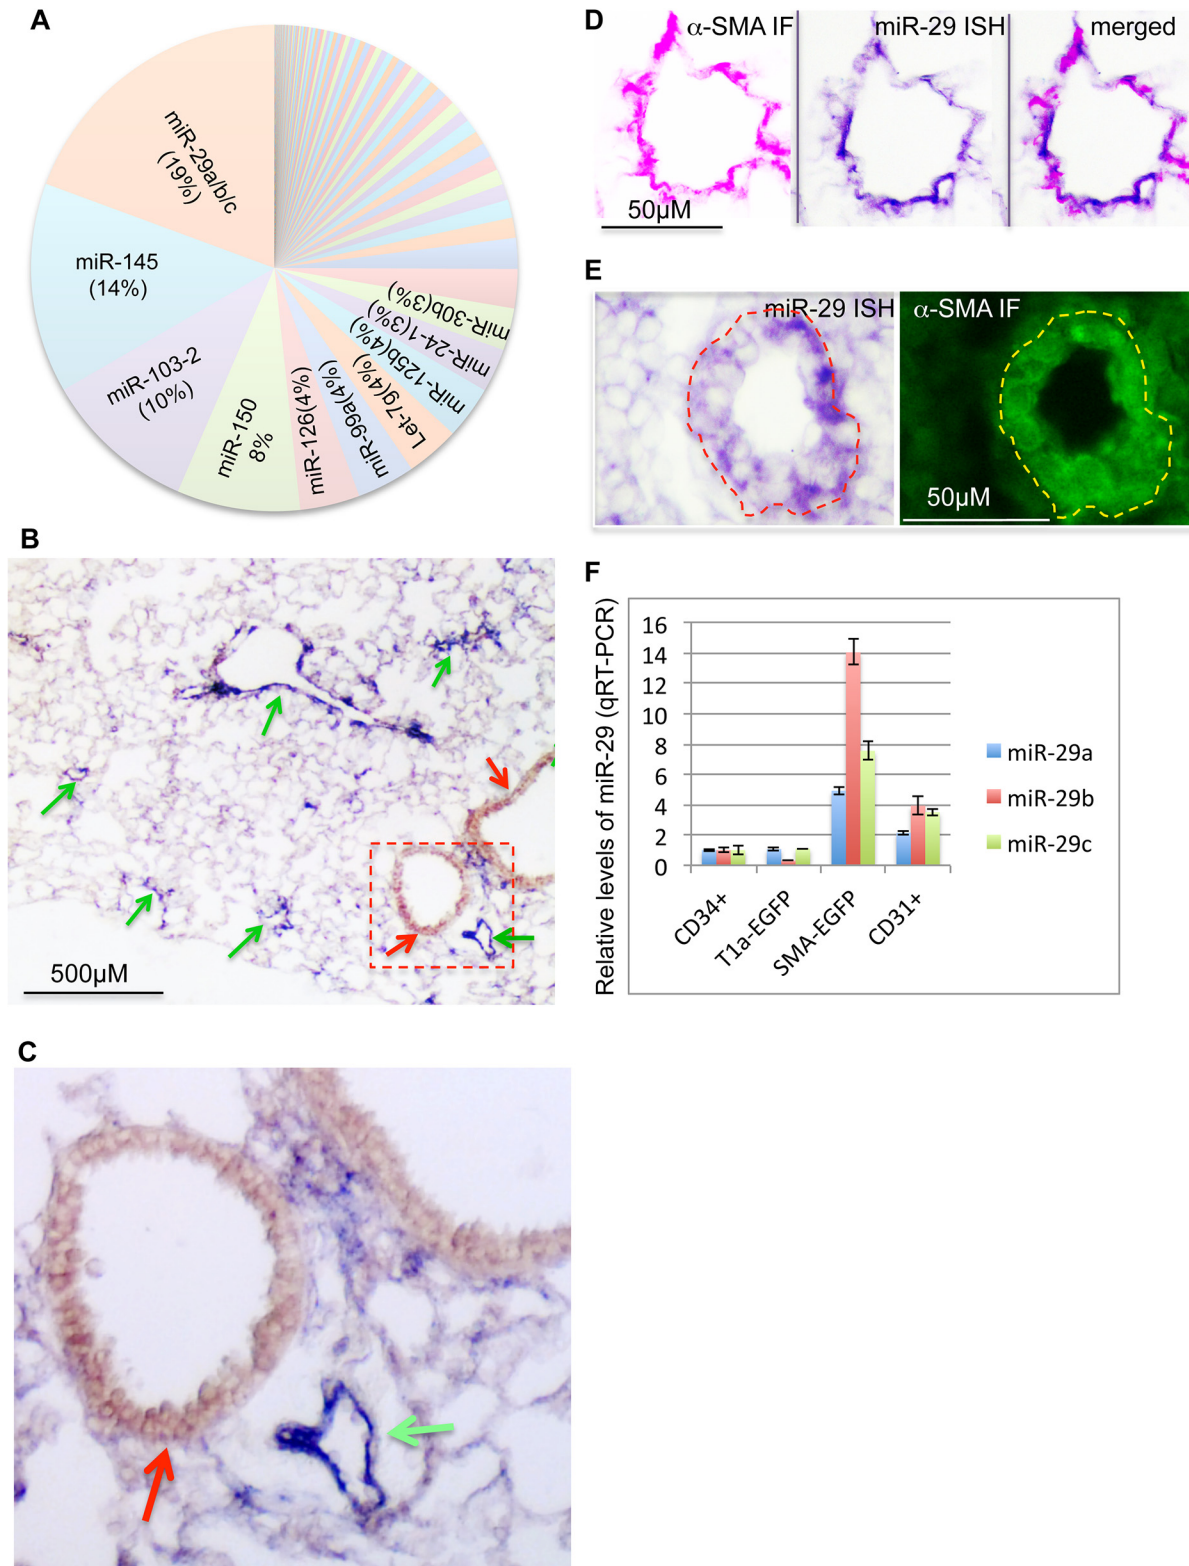 A
miR-29a/b/c
(19%)
miR-145
(14%)
miR-103-2
(10%)
miR-150
8%
miR-126(4%)
miR-99a(4%)
Let-7g(4%)
miR-125b(4%)
miR-24-1(3%)
miR-30b(3%)
B
500µM
C
D
α-SMA IF
miR-29 ISH
merged
50µM
E
miR-29 ISH
α-SMA IF
50µM
F
Relative levels of miR-29 (qRT-PCR)
16
14
12
10
8
6
4
2
0
CD34+
T1a-EGFP
SMA-EGFP
CD31+
miR-29a
miR-29b
miR-29c